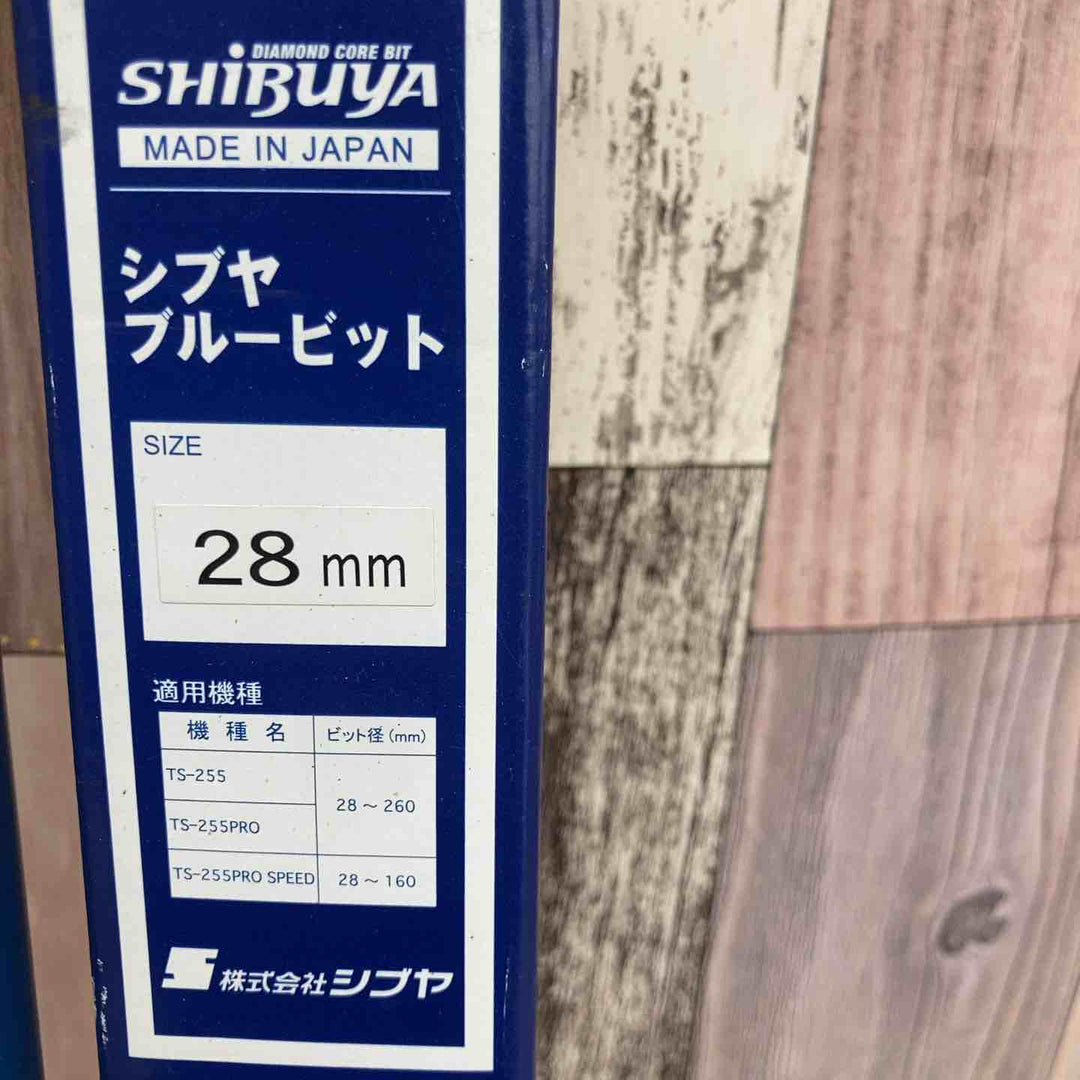 DIAMOND CORE BIT
SHiBUYA
MADE IN JAPAN
シブヤ
ブルービット
SIZE
28 mm
適用機種
機種名 ビット径(mm)
TS-255
28～260
TS-255PRO
TS-255PRO SPEED 28～160
株式会社シブヤ